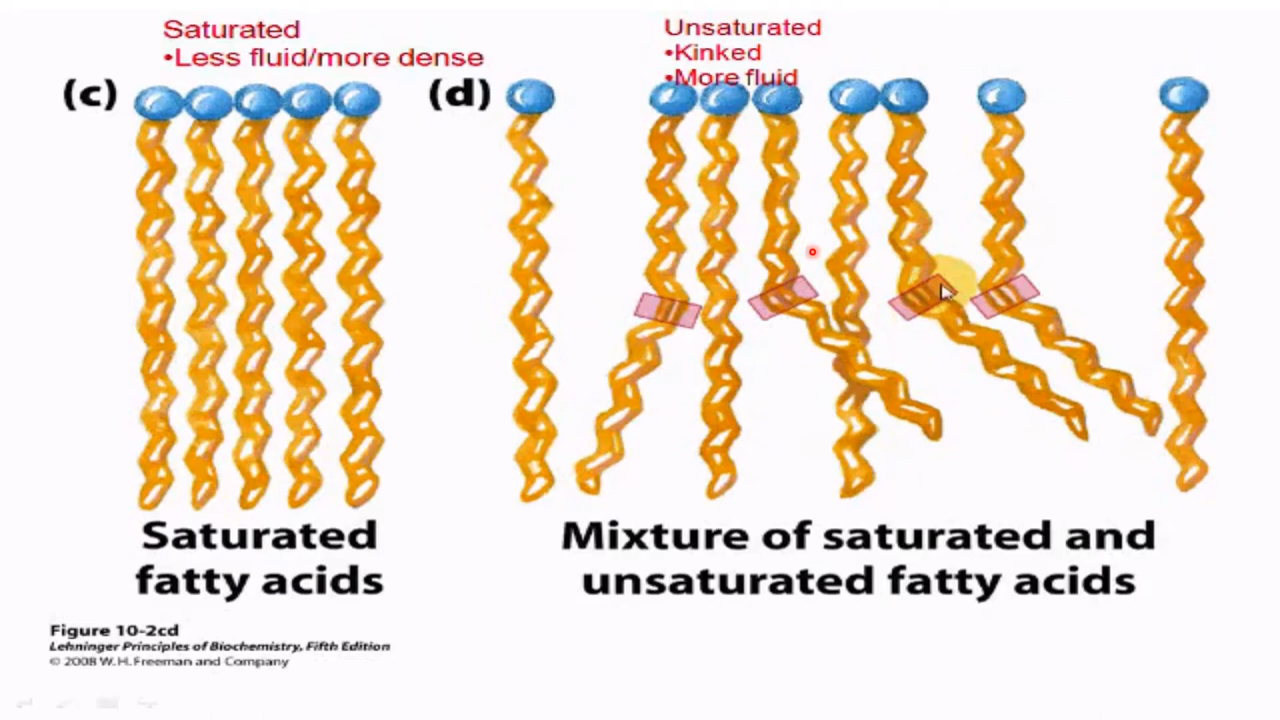 Saturated
•Less fluid/more dense
Unsaturated
•Kinked
•More fluid
(c)
(d)
Saturated
fatty acids
Mixture of saturated and
unsaturated fatty acids
Figure 10-2cd
Lehninger Principles of Biochemistry, Fifth Edition
© 2008 W. H. Freeman and Company